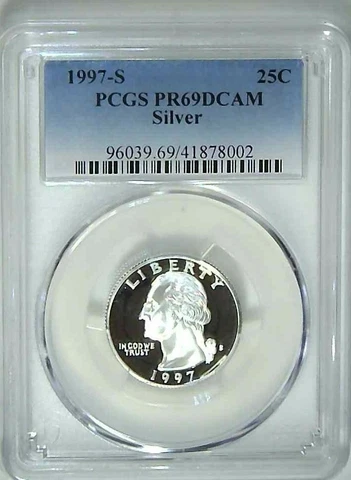 1997-S 25C
PCGS PR69DCAM
Silver
96039.69/41878002
LIBERTY
IN GOD WE
TRUST
S
1997